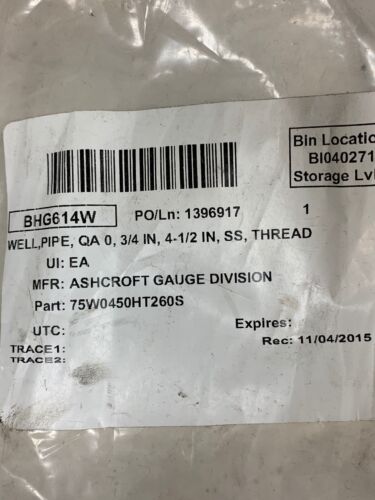 Bin Locatio
BI040271
Storage Lv
BHG614W PO/Ln: 1396917 1
WELL,PIPE, QA 0, 3/4 IN, 4-1/2 IN, SS, THREAD
UI: EA
MFR: ASHCROFT GAUGE DIVISION
Part: 75W0450HT260S
UTC: Expires:
TRACE1: Rec: 11/04/2015
TRACE2: